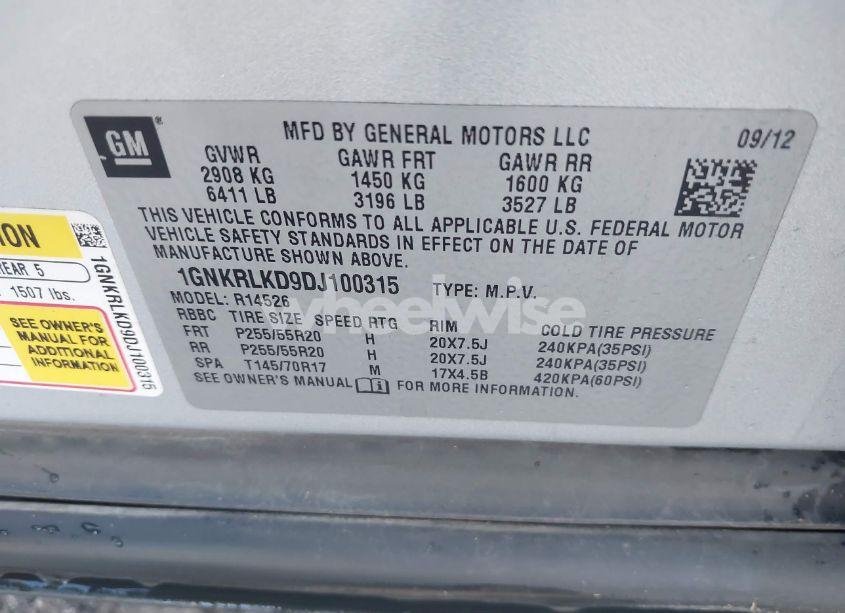 GM ®
MFD BY GENERAL MOTORS LLC 09/12
GVWR GAWR FRT GAWR RR
2908 KG 1450 KG 1600 KG
6411 LB 3196 LB 3527 LB
THIS VEHICLE CONFORMS TO ALL APPLICABLE U.S. FEDERAL MOTOR
VEHICLE SAFETY STANDARDS IN EFFECT ON THE DATE OF
MANUFACTURE SHOWN ABOVE.
1GNKRLKD9DJ100315 TYPE: M.P.V.
MODEL: R14526
RBBC TIRE SIZE SPEED RTG RIM COLD TIRE PRESSURE
FRT P255/55R20 H 20X7.5J 240KPA(35PSI)
RR P255/55R20 H 20X7.5J 240KPA(35PSI)
SPA T145/70R17 M 17X4.5B 420KPA(60PSI)
SEE OWNER'S MANUAL FOR MORE INFORMATION.
REAR 5
1507 lbs.
SEE OWNER'S
MANUAL FOR
ADDITIONAL
INFORMATION
1GNKRLKD9DJ100315
wheelwise